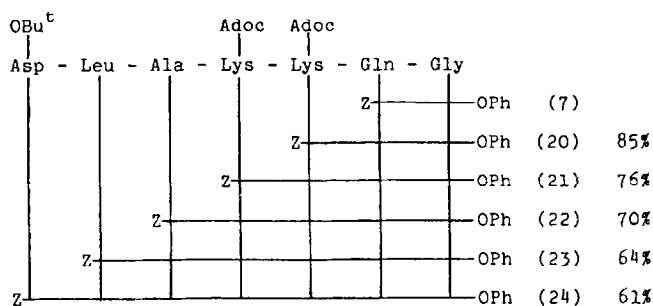 OBu^t Adoc Adoc
Asp - Leu - Ala - Lys - Lys - Gln - Gly
Z OPh (7)
Z OPh (20) 85%
Z OPh (21) 76%
Z OPh (22) 70%
Z OPh (23) 64%
Z OPh (24) 61%